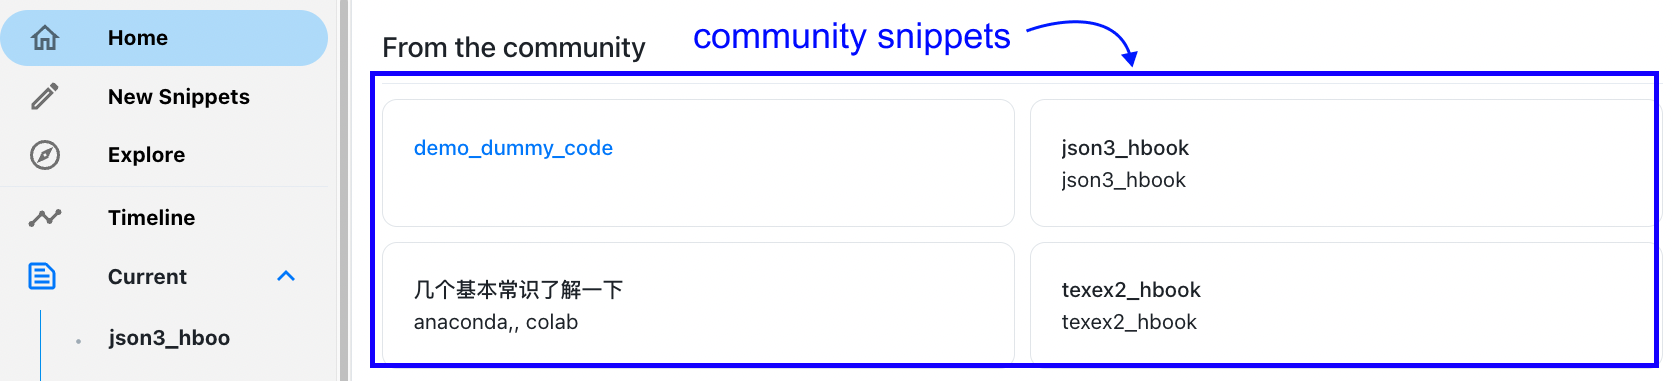 Home
New Snippets
Explore
Timeline
Current
json3_hboo
From the community
community snippets
demo_dummy_code
json3_hbook
json3_hbook
几个基本常识了解一下
anaconda,, colab
texex2_hbook
texex2_hbook